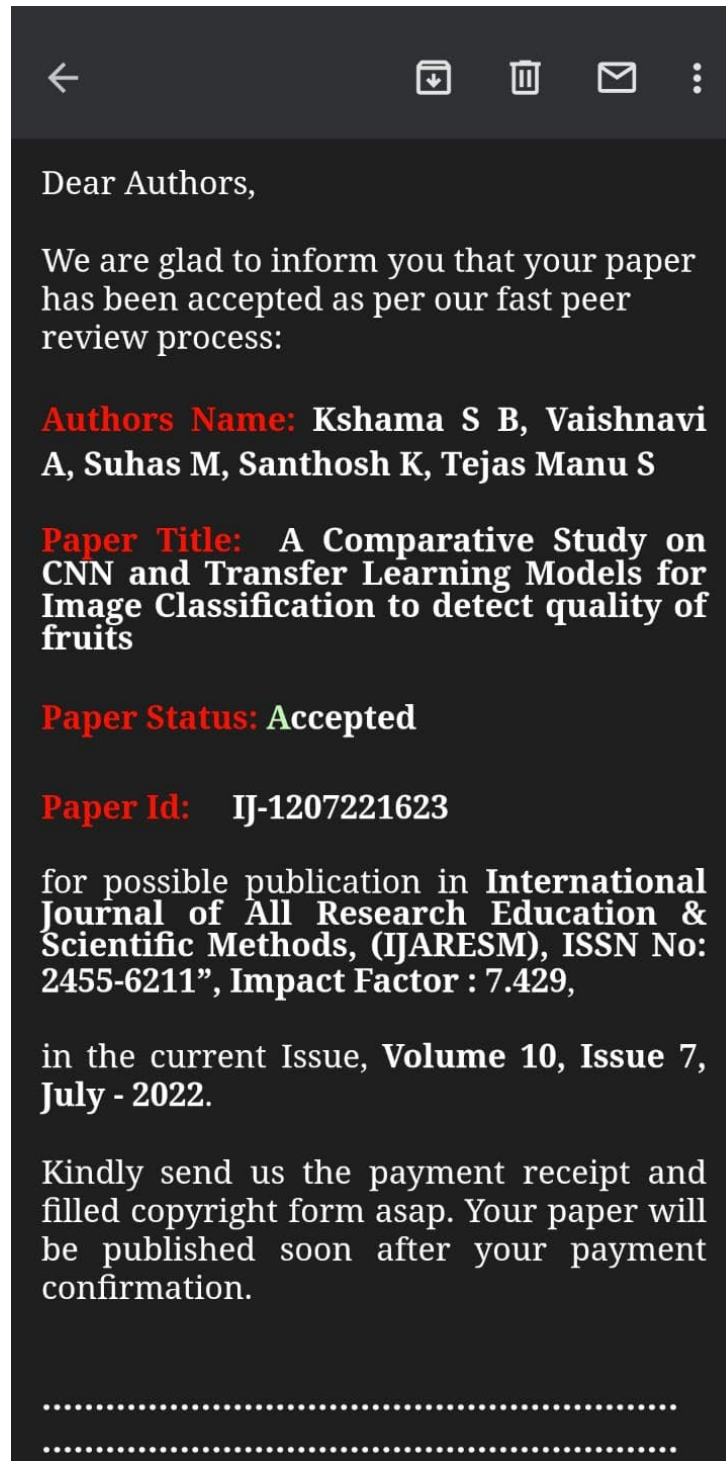 Dear Authors,
We are glad to inform you that your paper
has been accepted as per our fast peer
review process:
Authors Name: Kshama S B, Vaishnavi
A, Suhas M, Santhosh K, Tejas Manu S
Paper Title: A Comparative Study on
CNN and Transfer Learning Models for
Image Classification to detect quality of
fruits
Paper Status: Accepted
Paper Id: IJ-1207221623
for possible publication in International
Journal of All Research Education &
Scientific Methods, (IJARESM), ISSN No:
2455-6211”, Impact Factor : 7.429,
in the current Issue, Volume 10, Issue 7,
July - 2022.
Kindly send us the payment receipt and
filled copyright form asap. Your paper will
be published soon after your payment
confirmation.
............................................................
............................................................